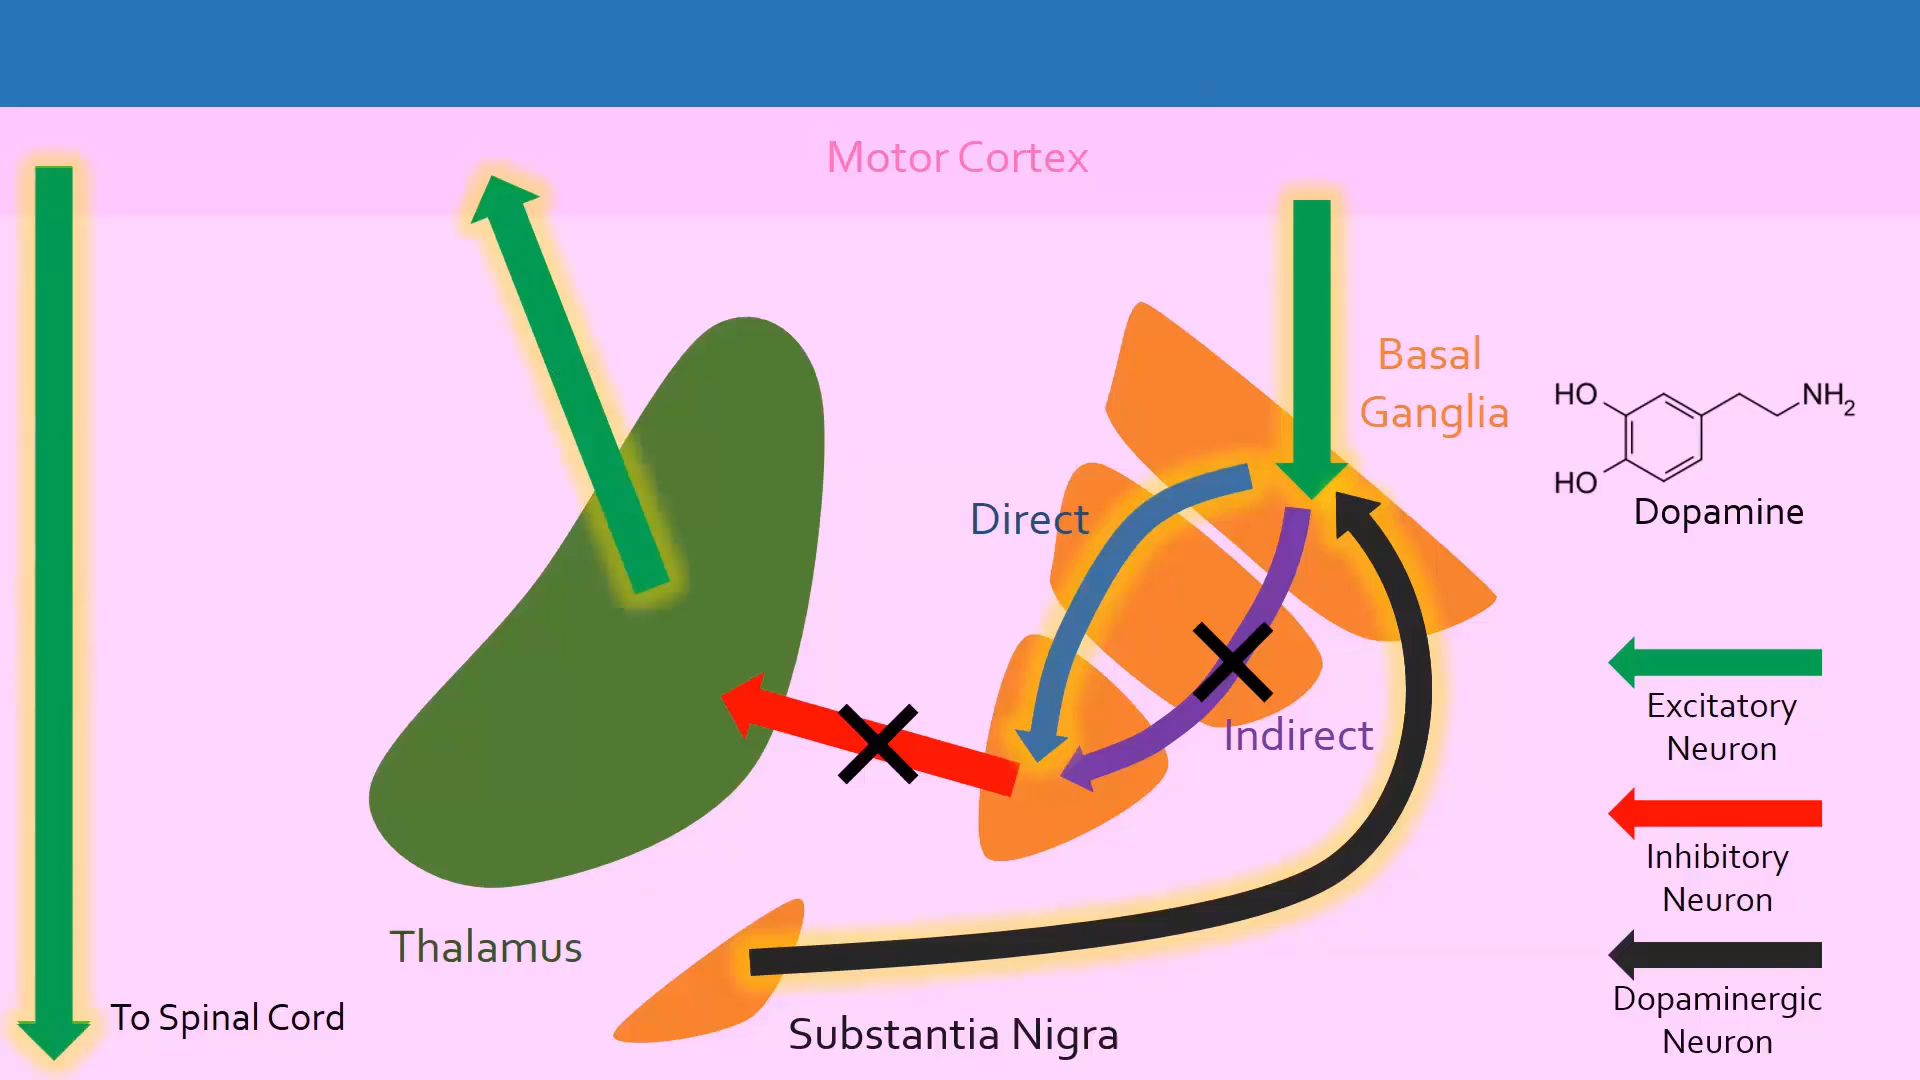 Motor Cortex
Basal
Ganglia
HO
NH2
HO
Dopamine
Direct
Indirect
Excitatory
Neuron
Inhibitory
Neuron
Thalamus
Dopaminergic
Neuron
To Spinal Cord
Substantia Nigra